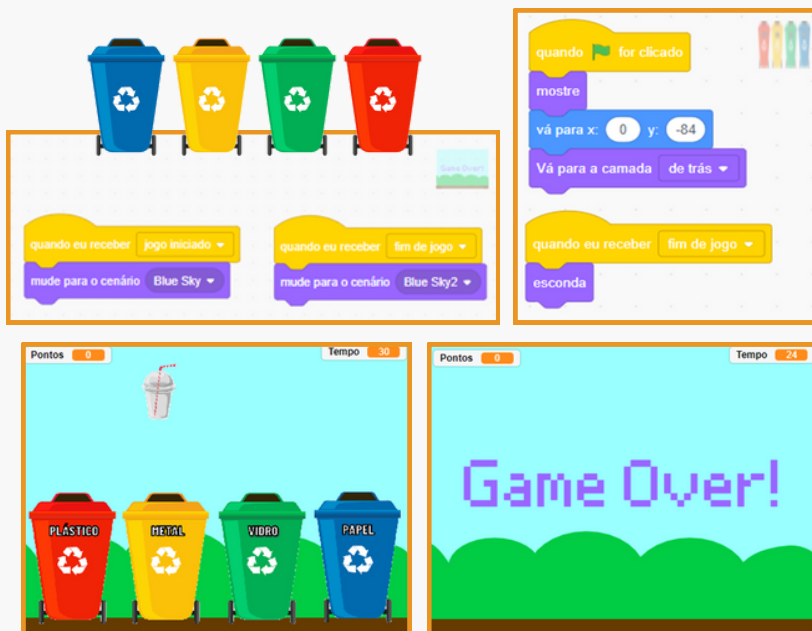 quando for clicado
mostre
vá para x: 0 y: -84
Vá para a camada de trás
quando eu receber fim de jogo
esconda
Game Over!
quando eu receber jogo iniciado
mude para o cenário Blue Sky
quando eu receber fim de jogo
mude para o cenário Blue Sky2
Pontos 0
Tempo 30
PLÁSTICO
METAL
VIDRO
PAPEL
Pontos 0
Tempo 24
Game Over!